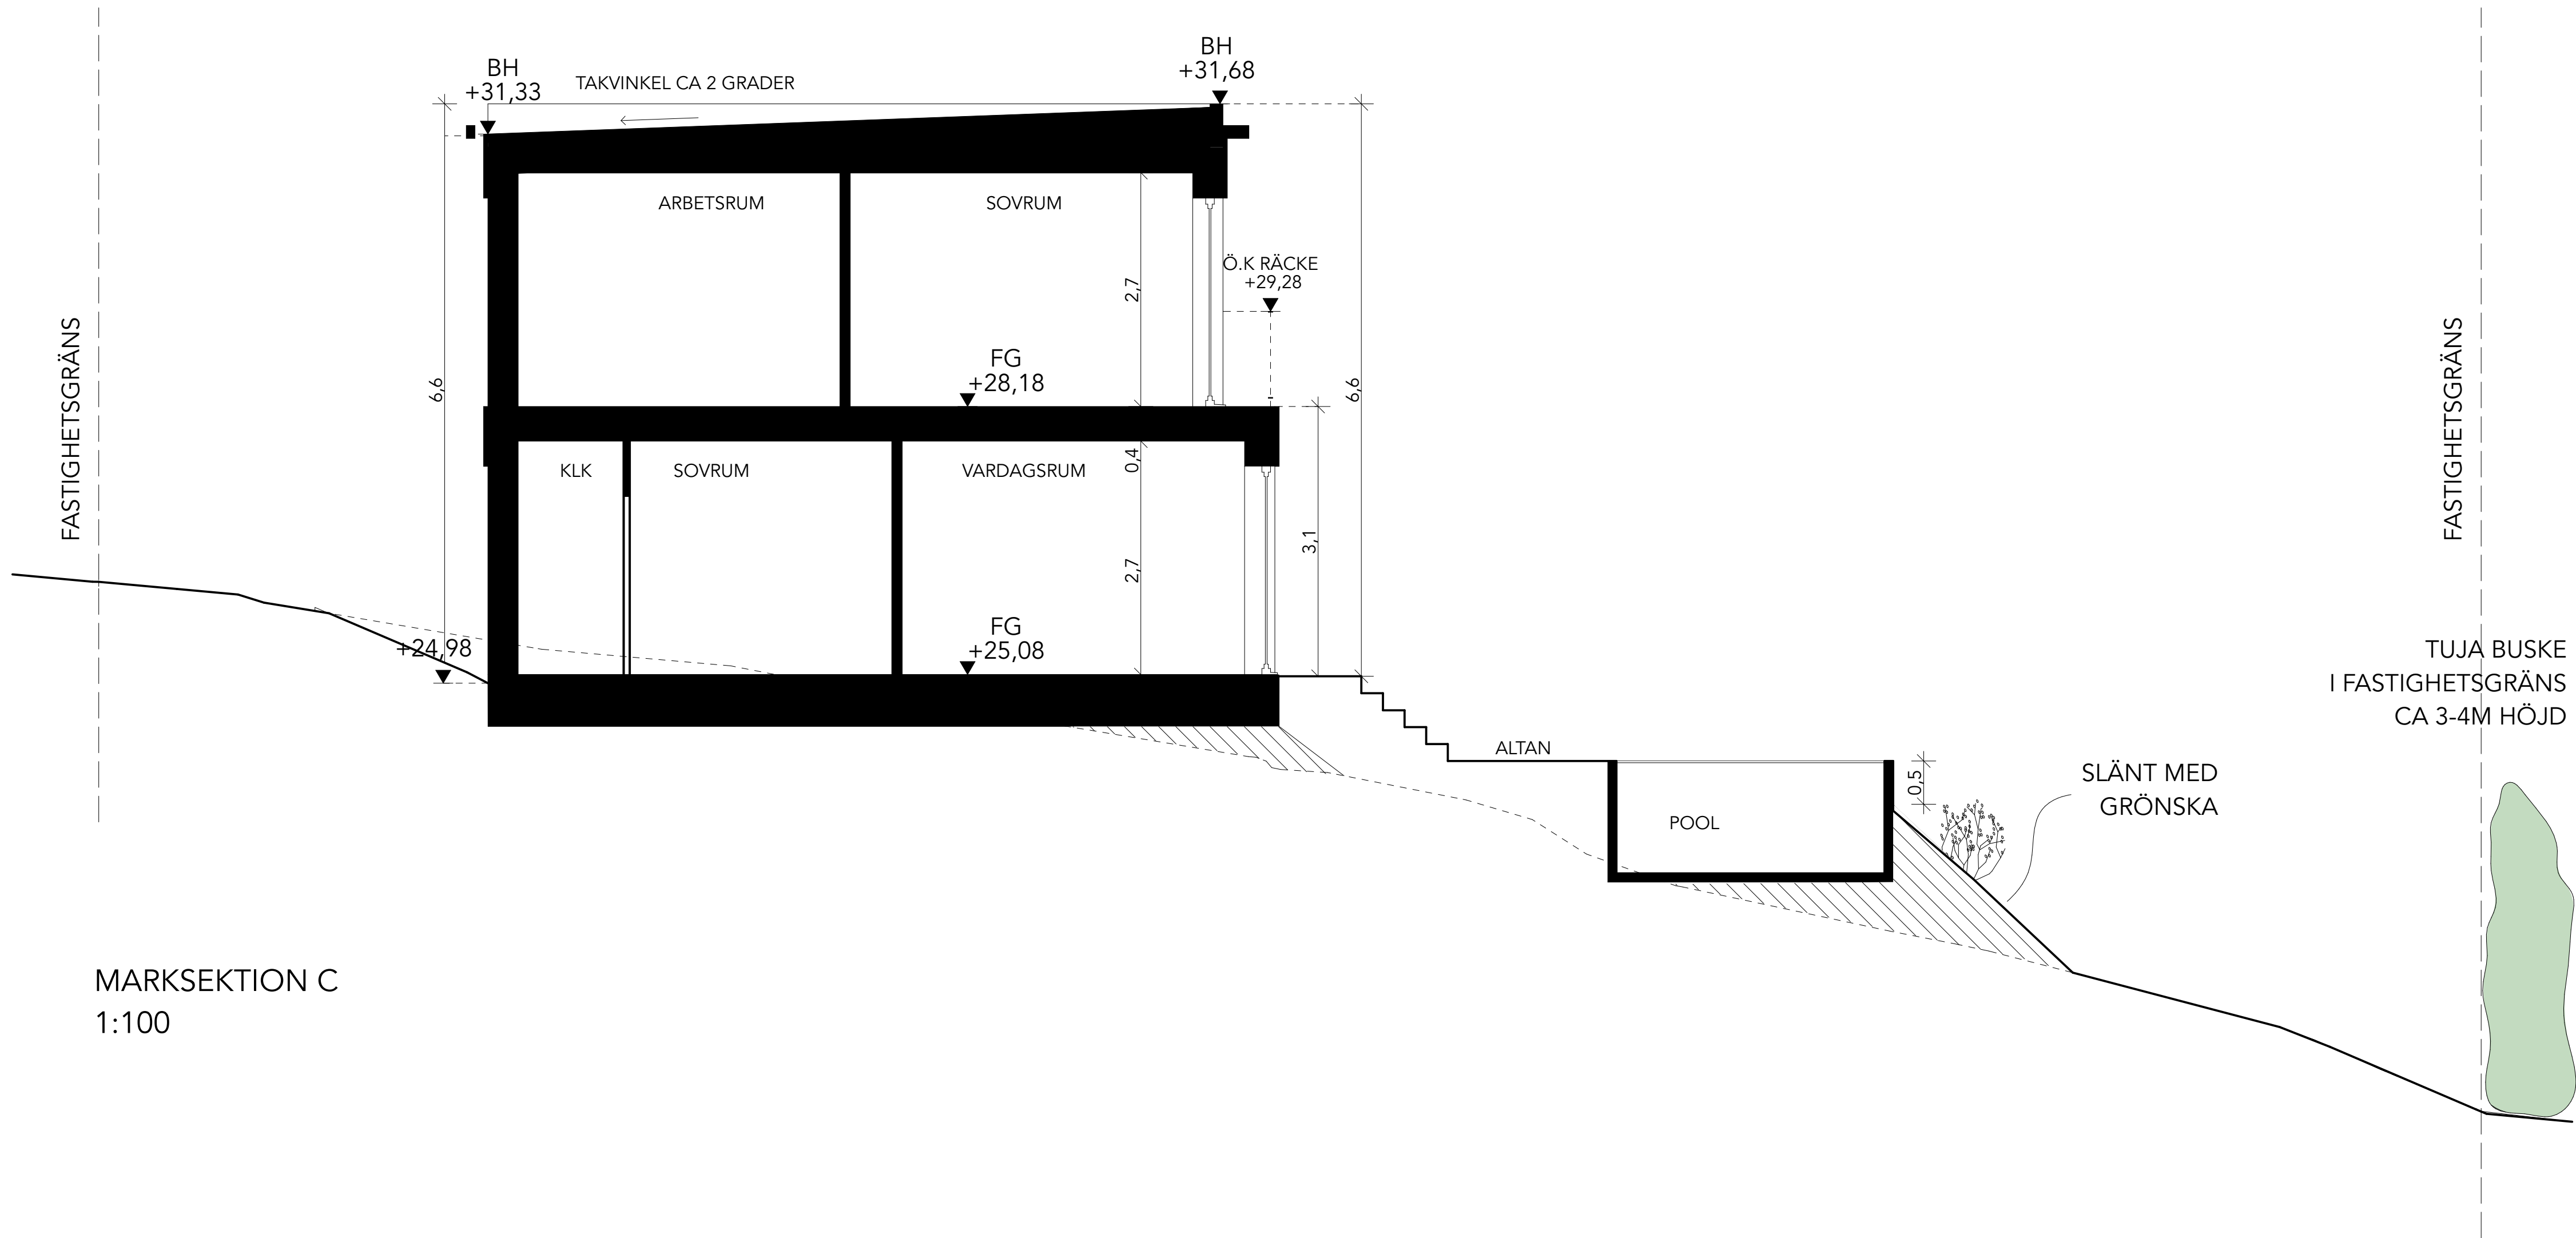 BH
+31,33
TAKVINKEL CA 2 GRADER
BH
+31,68
ARBETSRUM
SOVRUM
2,7
Ö.K RÄCKE
+29,28
6,6
6,6
FG
+28,18
FASTIGHETSGRÄNS
FASTIGHETSGRÄNS
KLK
SOVRUM
VARDAGSRUM
0,4
3,1
2,7
FG
+25,08
+24,98
TUJA BUSKE
I FASTIGHETSGRÄNS
CA 3-4M HÖJD
ALTAN
0,5
SLÄNT MED
GRÖNSKA
POOL
MARKSEKTION C
1:100